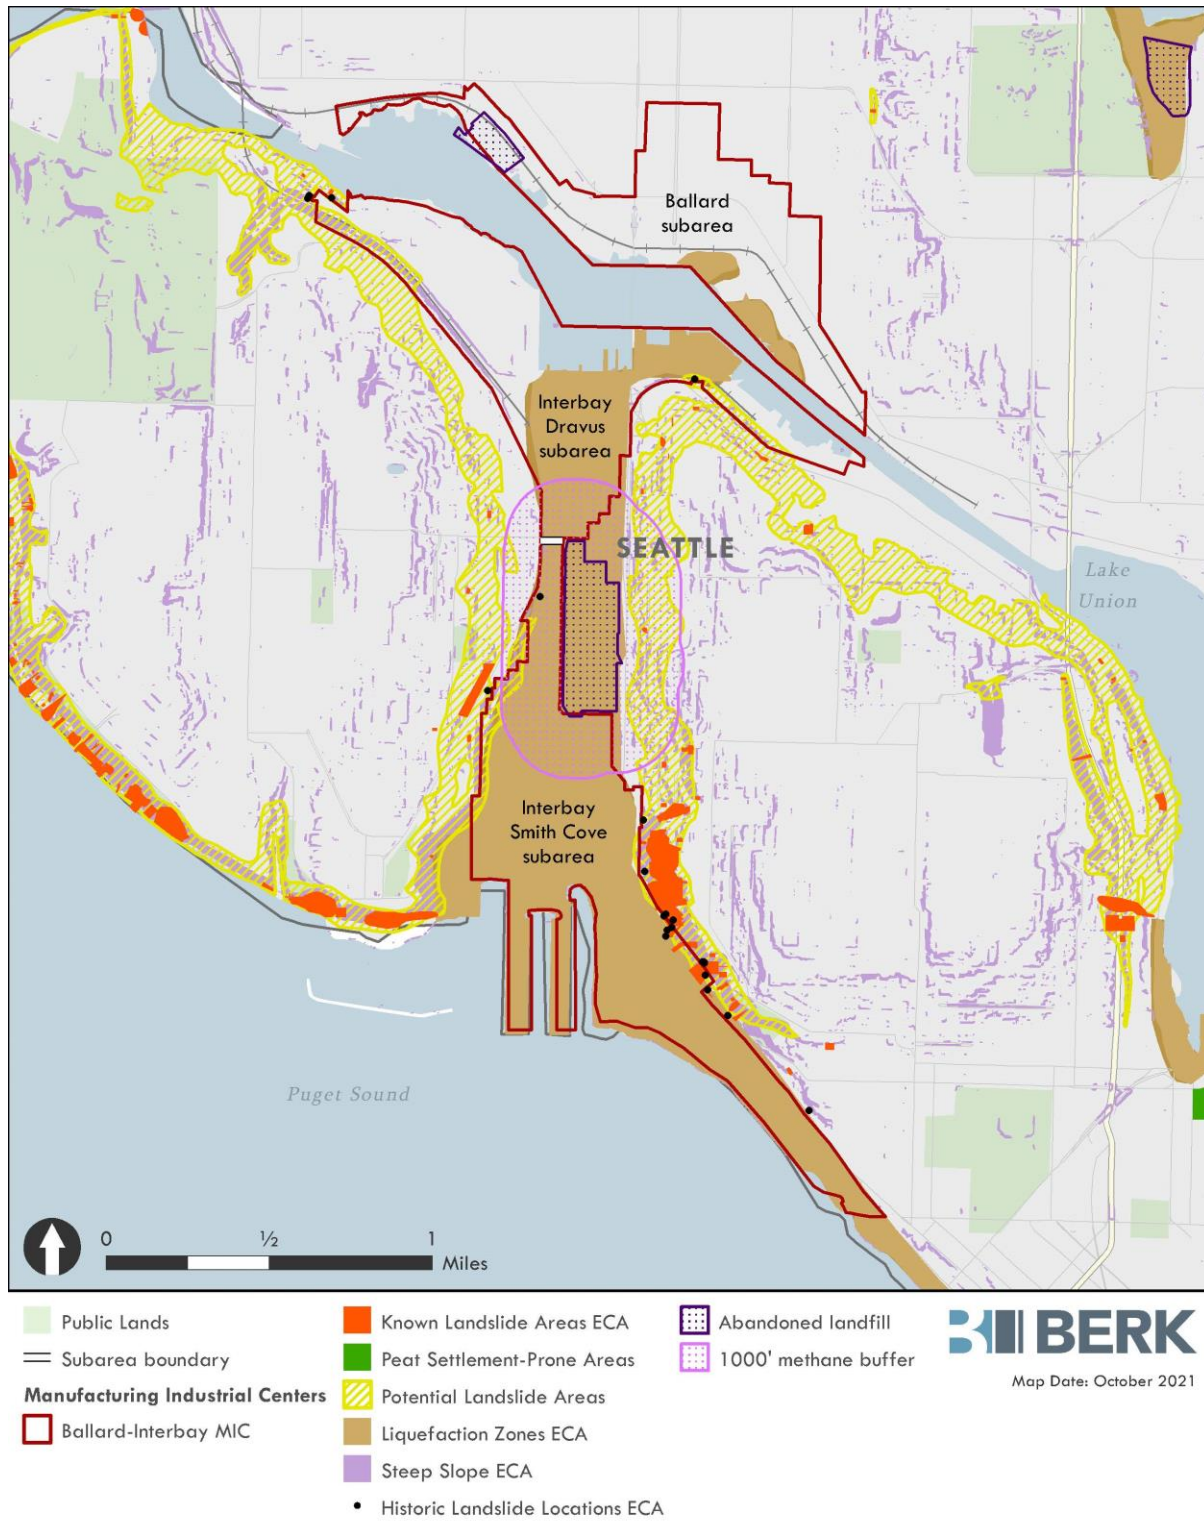 Ballard
subarea
Interbay
Dravus
subarea
SEATTLE
Lake
Union
Interbay
Smith Cove
subarea
Puget Sound
0 ½ 1
Miles
Public Lands
Subarea boundary
Manufacturing Industrial Centers
Ballard-Interbay MIC
Known Landslide Areas ECA
Peat Settlement-Prone Areas
Potential Landslide Areas
Liquefaction Zones ECA
Steep Slope ECA
Historic Landslide Locations ECA
Abandoned landfill
1000' methane buffer
BERK
Map Date: October 2021